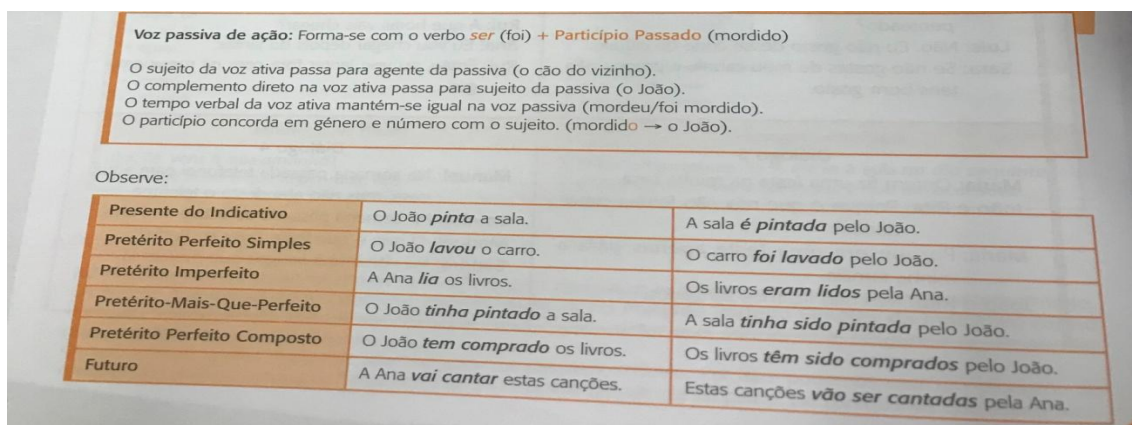 Voz passiva de ação: Forma-se com o verbo ser (foi) + Particípio Passado (mordido)
O sujeito da voz ativa passa para agente da passiva (o cão do vizinho).
O complemento direto na voz ativa passa para sujeito da passiva (o João).
O tempo verbal da voz ativa mantém-se igual na voz passiva (mordeu/foi mordido).
O particípio concorda em género e número com o sujeito. (mordido → o João).
Observe:
Presente do Indicativo O João pinta a sala. A sala é pintada pelo João.
Pretérito Perfeito Simples O João lavou o carro. O carro foi lavado pelo João.
Pretérito Imperfeito A Ana lia os livros. Os livros eram lidos pela Ana.
Pretérito-Mais-Que-Perfeito O João tinha pintado a sala. A sala tinha sido pintada pelo João.
Pretérito Perfeito Composto O João tem comprado os livros. Os livros têm sido comprados pelo João.
Futuro A Ana vai cantar estas canções. Estas canções vão ser cantadas pela Ana.